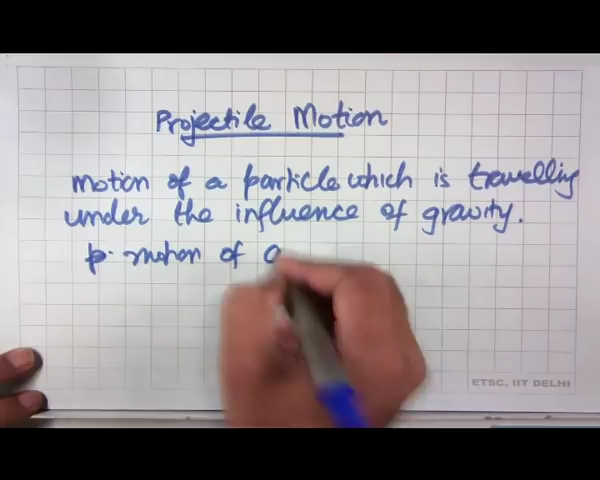 Projectile Motion
motion of a particle which is travelling
under the influence of gravity.
p. motion of a
ETSC, IIT DELHI